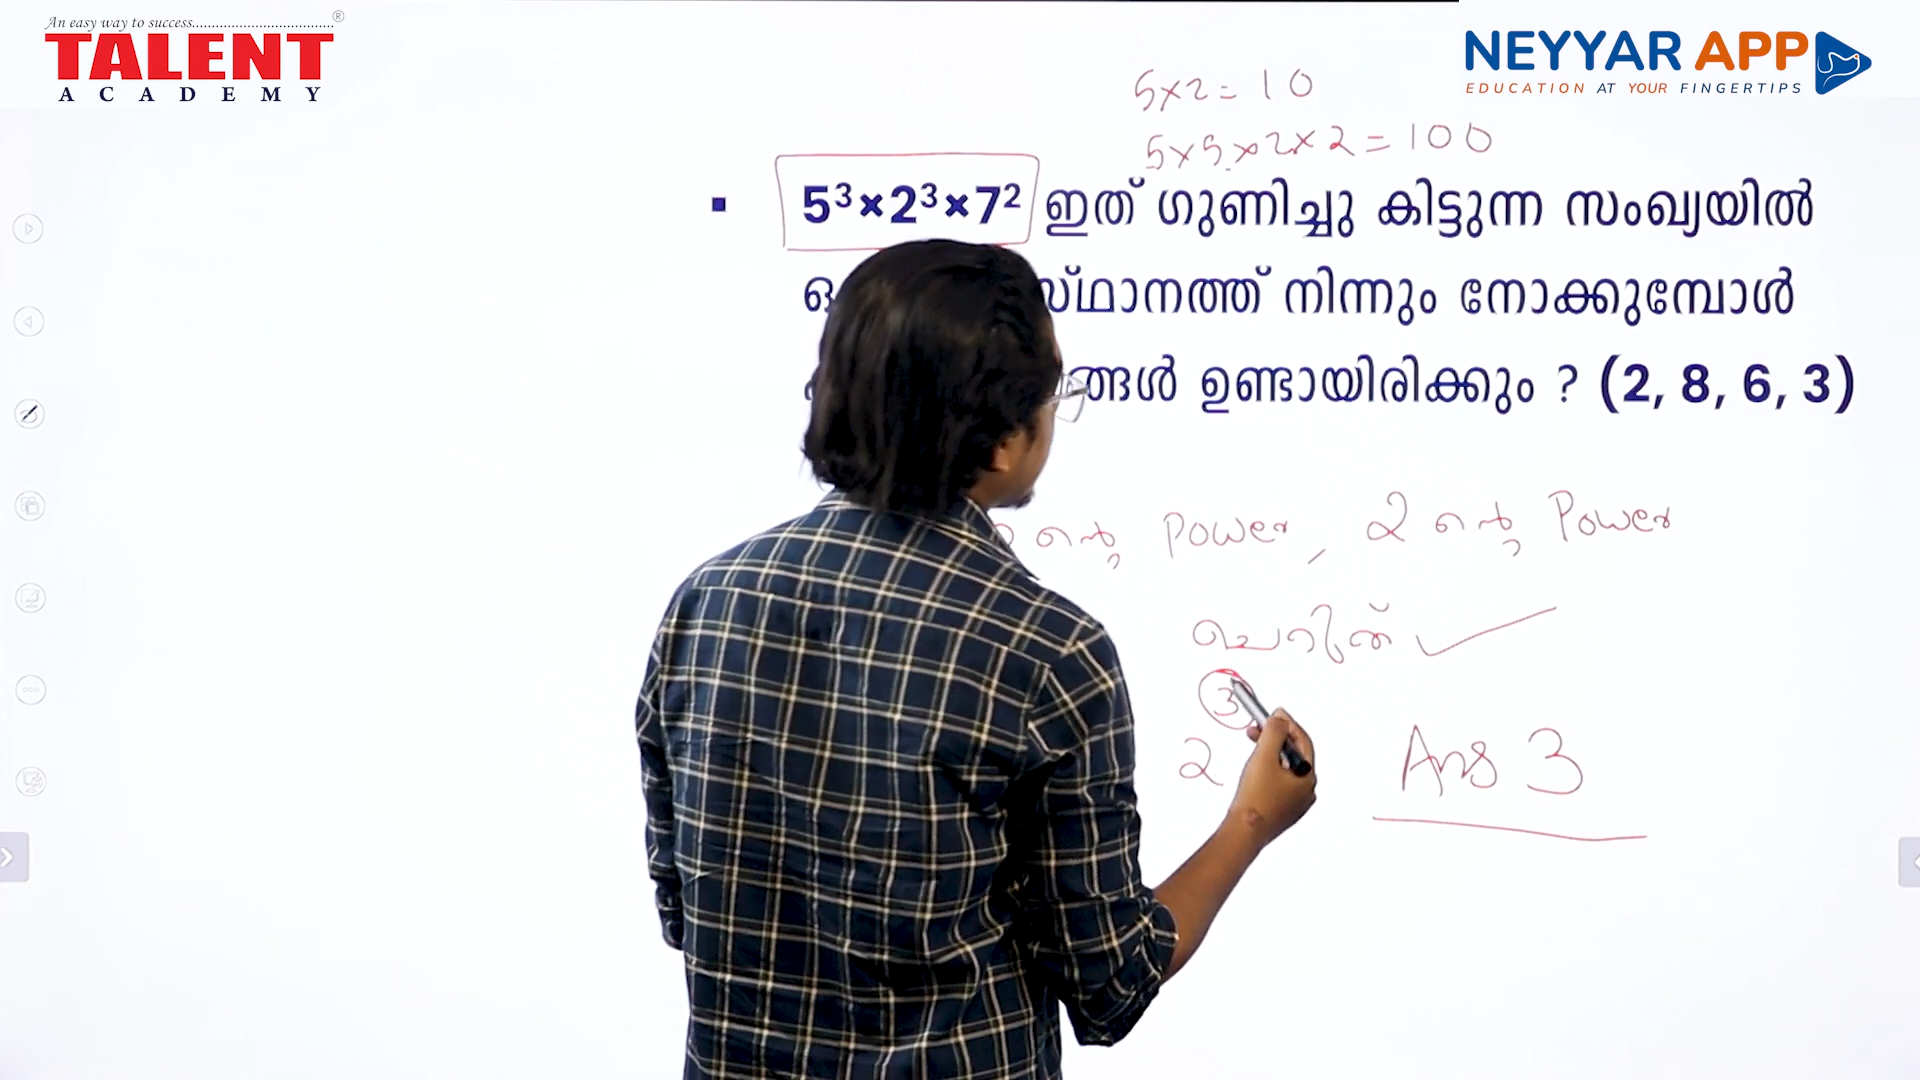 An easy way to success.................................... ®
TALENT
ACADEMY
NEYYAR APP
EDUCATION AT YOUR FINGERTIPS
5×2 = 10
5×5×2×2 = 100
▪ 5³×2³×7² ഇത് ഗുണിച്ചു കിട്ടുന്ന സംഖ്യയിൽ
നിന്നും നോക്കുമ്പോൾ
ഉണ്ടായിരിക്കും ? (2, 8, 6, 3)
ന്റെ Power, 2 ന്റെ Power
ചെറുത് ✓
3
2
Ans 3